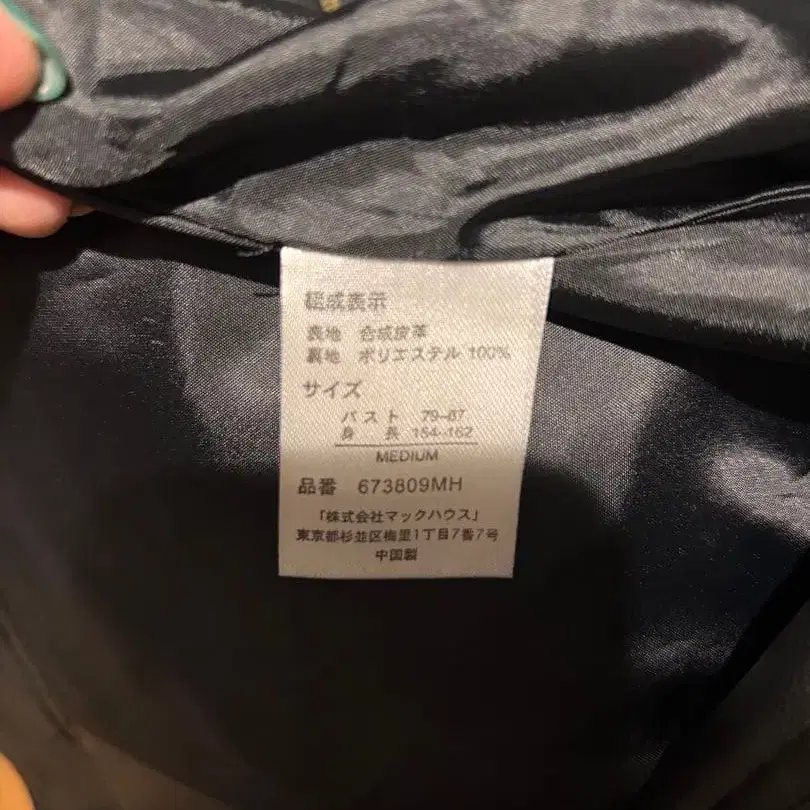 組成表示
表地 合成皮革
裏地 ポリエステル 100%
サイズ
バスト 79-87
身長 154-162
MEDIUM
品番 673809MH
「株式会社マックハウス」
東京都杉並区梅里1丁目7番7号
中国製